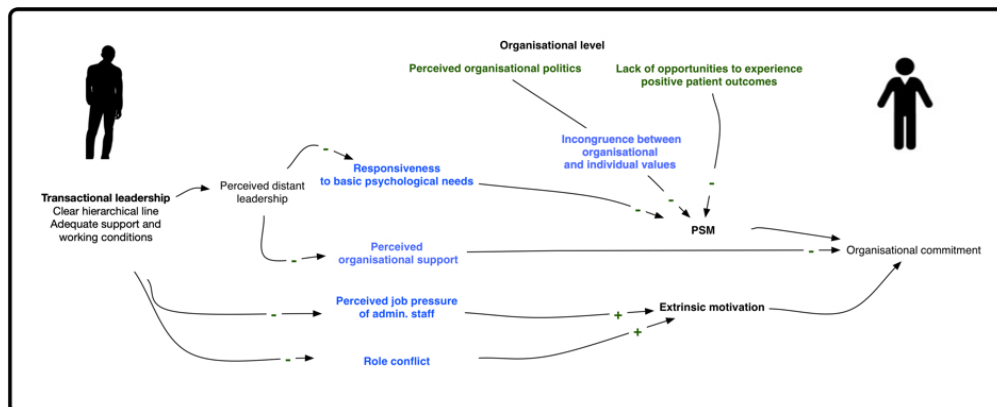 Organisational level
Perceived organisational politics
Lack of opportunities to experience
positive patient outcomes
Incongruence between
organisational
and individual values
-
Responsiveness
to basic psychological needs
Perceived distant
leadership
Transactional leadership
Clear hierarchical line
Adequate support and
working conditions
-
-
-
PSM
-
Perceived
organisational support
-
Organisational commitment
Perceived job pressure
of admin. staff
-
+
Extrinsic motivation
+
-
Role conflict